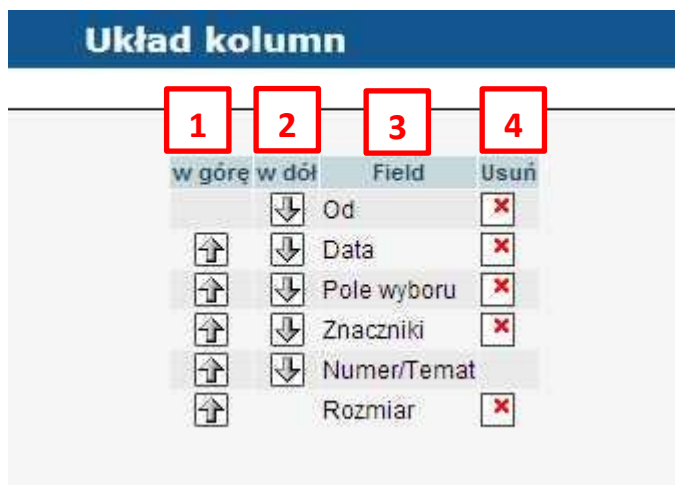 Układ kolumn
1 2 3 4
w górę w dół Field Usuń
Od
Data
Pole wyboru
Znaczniki
Numer/Temat
Rozmiar